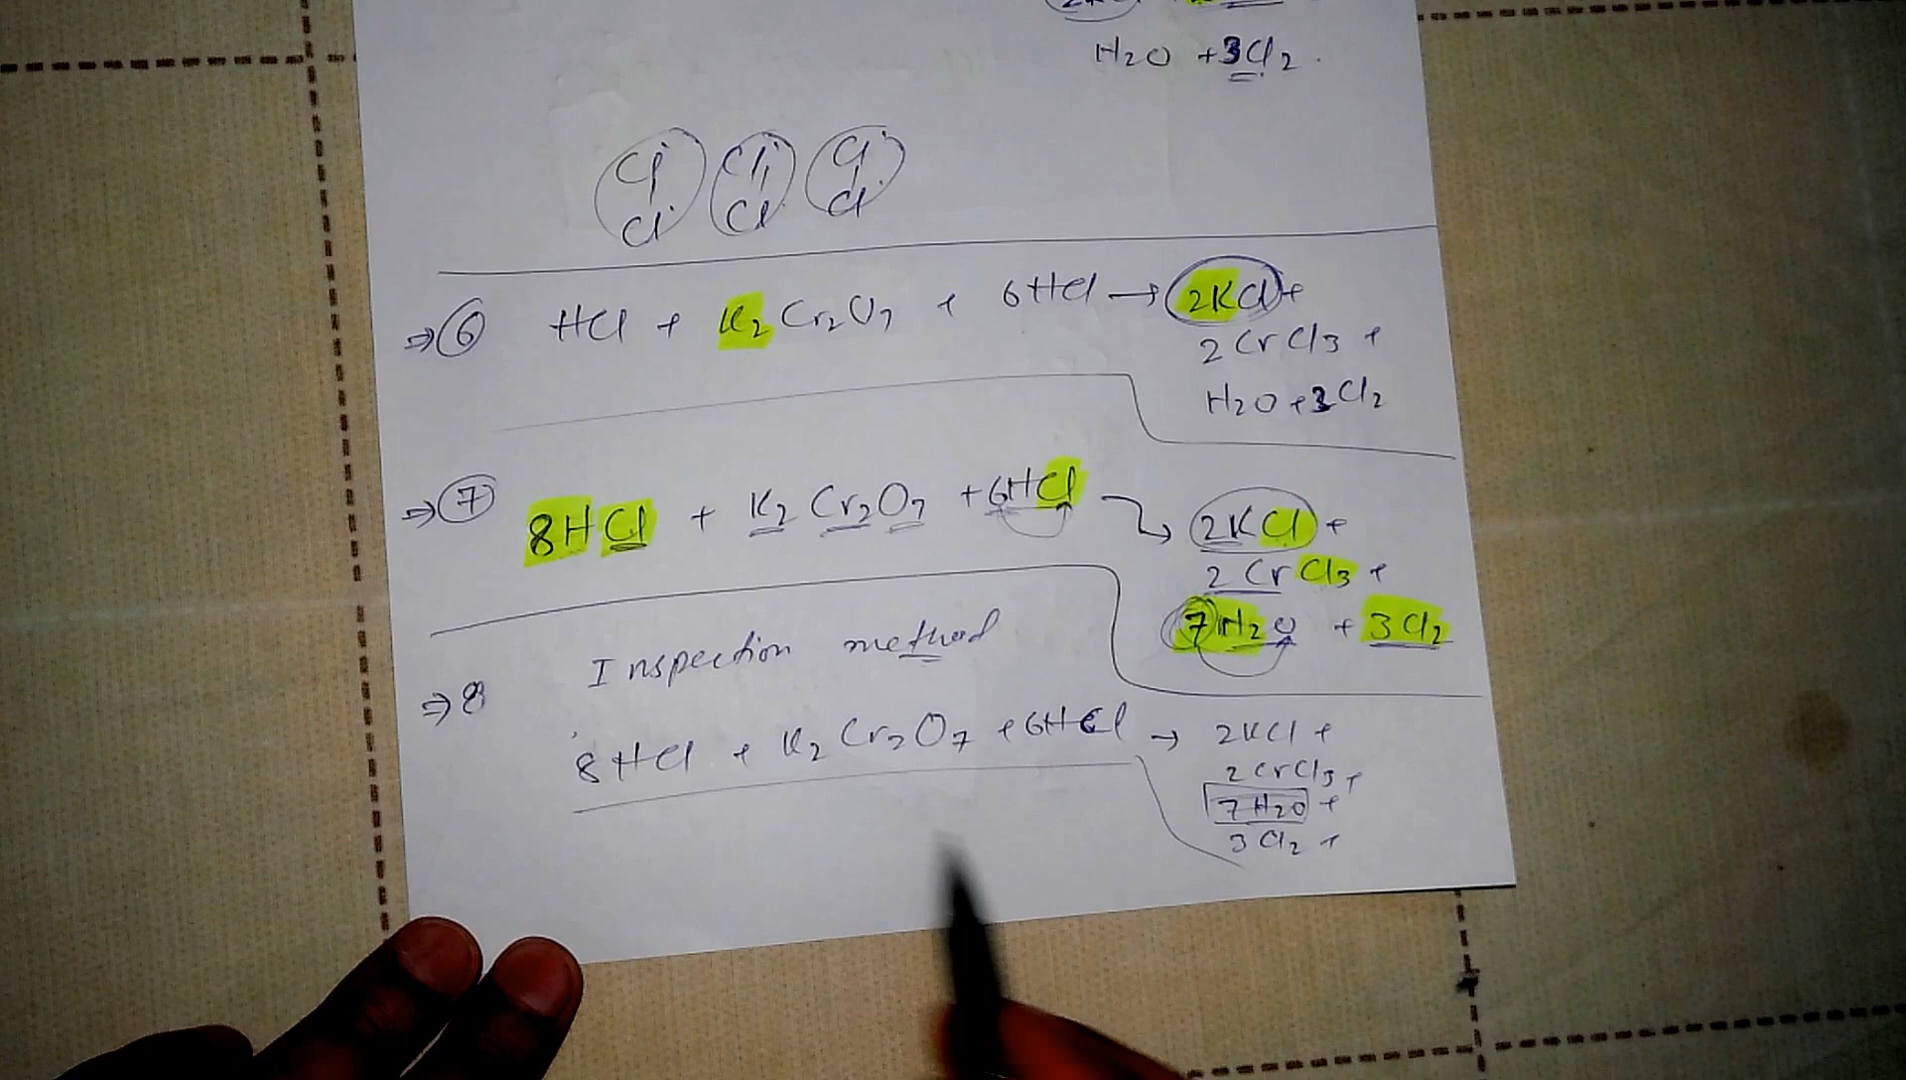 H2O + 3Cl2.
Cl Cl Cl
Cl Cl Cl
⇒ 6 HCl + K2Cr2O7 + 6HCl → 2KCl +
2CrCl3 +
H2O + 3Cl2
⇒ 7 8HCl + K2Cr2O7 + 6HCl → 2KCl +
2CrCl3 +
7H2O + 3Cl2
Inspection method
⇒ 8
8HCl + K2Cr2O7 + 6HCl → 2KCl +
2CrCl3 +
7H2O +
3Cl2 +